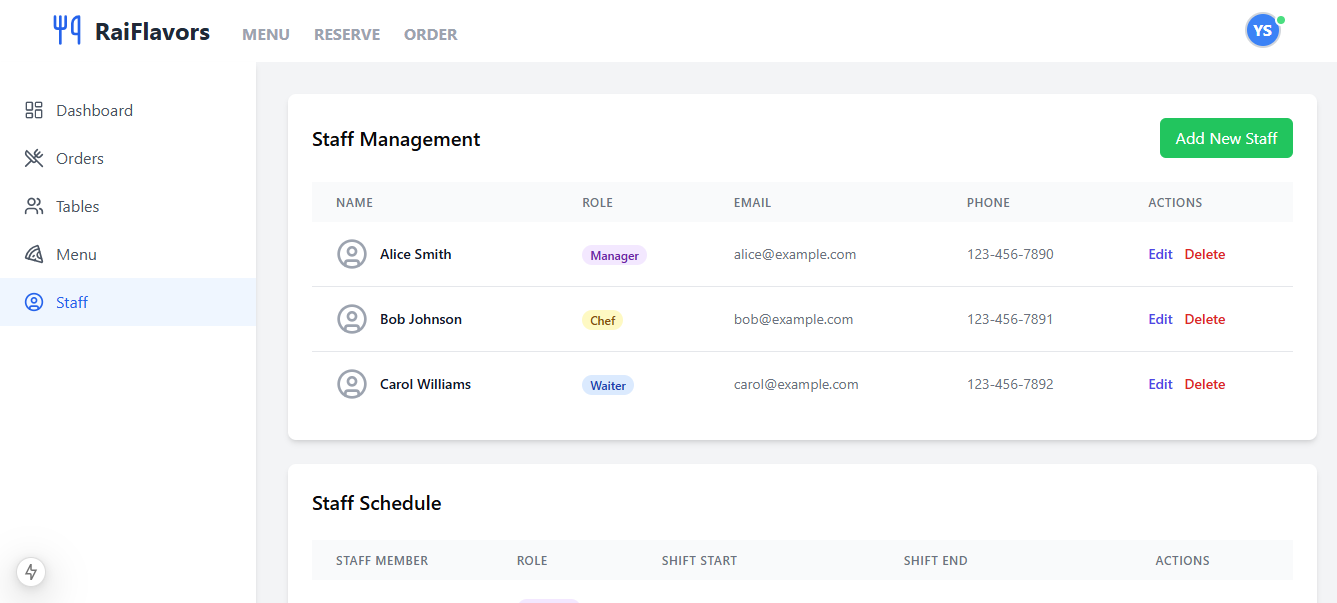 RaiFlavors MENU RESERVE ORDER YS
Dashboard
Orders
Tables
Menu
Staff
Staff Management Add New Staff
NAME ROLE EMAIL PHONE ACTIONS
Alice Smith Manager alice@example.com 123-456-7890 Edit Delete
Bob Johnson Chef bob@example.com 123-456-7891 Edit Delete
Carol Williams Waiter carol@example.com 123-456-7892 Edit Delete
Staff Schedule
STAFF MEMBER ROLE SHIFT START SHIFT END ACTIONS